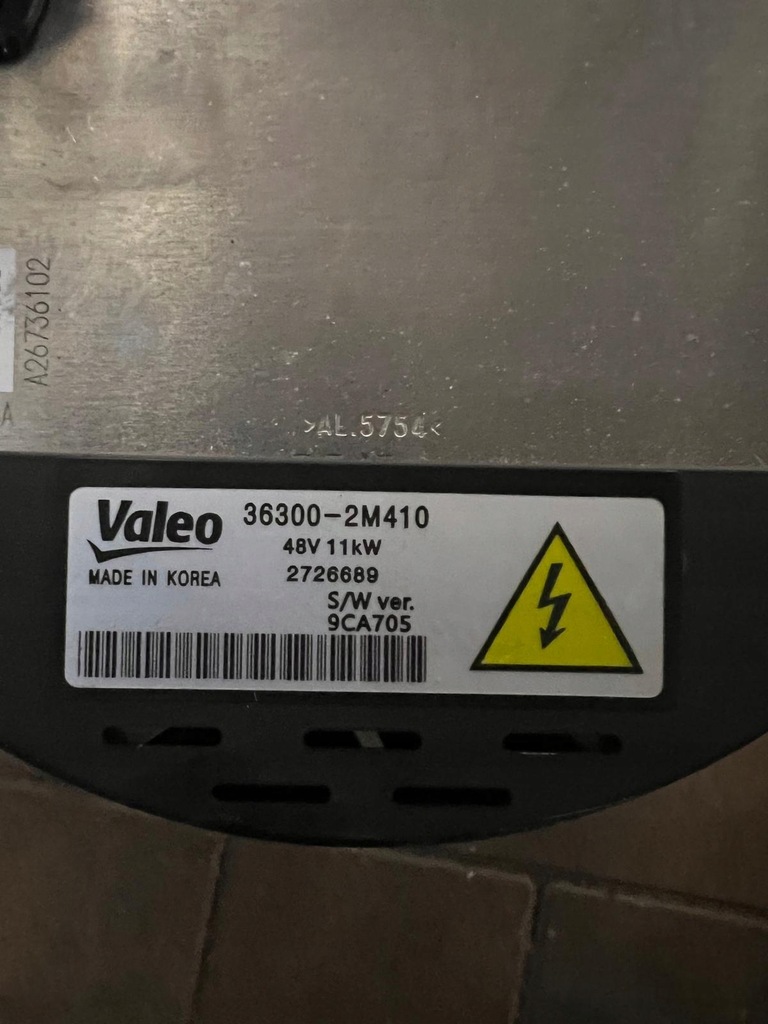 A26736102
A
>AL.5754<
Valeo
36300-2M410
48V 11kW
MADE IN KOREA
2726689
S/W ver.
9CA705